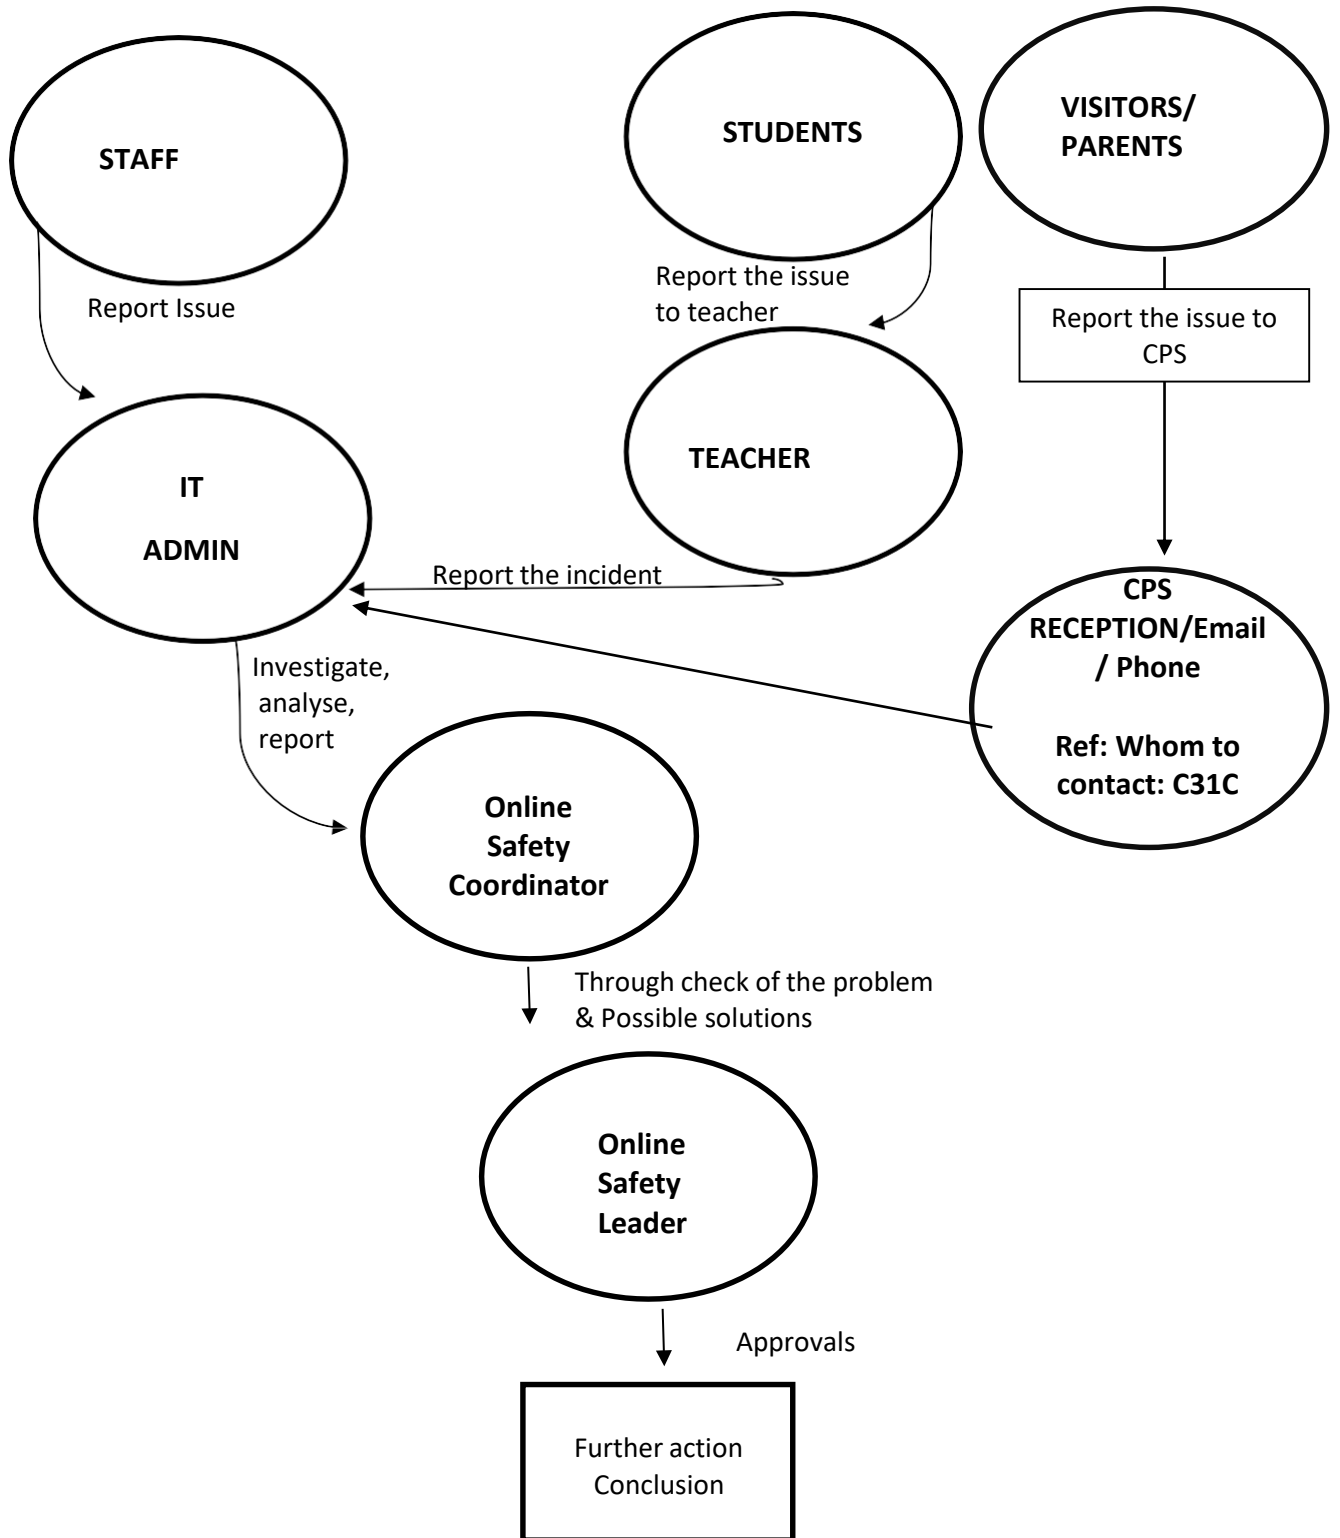 STAFF
STUDENTS
VISITORS/
PARENTS
Report Issue
Report the issue
to teacher
Report the issue to
CPS
IT
ADMIN
TEACHER
Report the incident
CPS
RECEPTION/Email
/ Phone
Ref: Whom to
contact: C31C
Investigate,
analyse,
report
Online
Safety
Coordinator
Through check of the problem
& Possible solutions
Online
Safety
Leader
Approvals
Further action
Conclusion